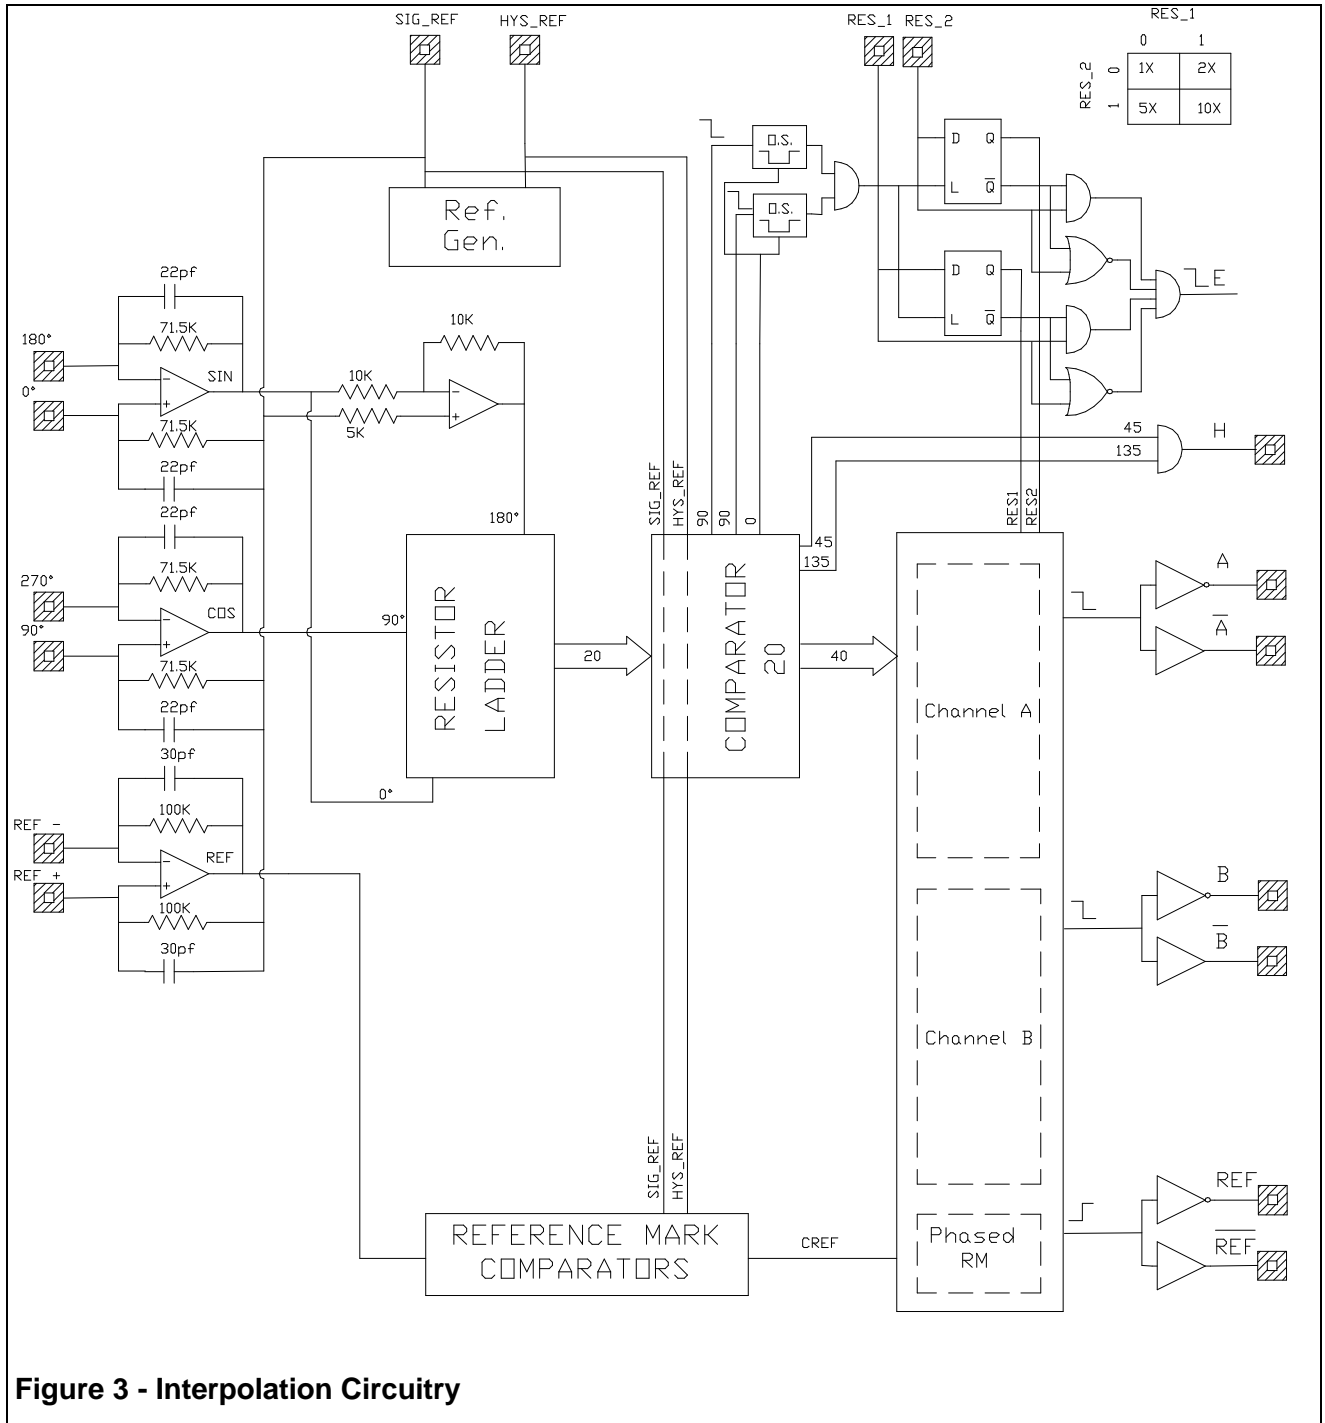 SIG_REF HYS_REF RES_1 RES_2 RES_1
0 1
RES_2
0 1X 2X
1 5X 10X
O.S.
D Q
L Q̅
O.S.
Ref.
Gen.
E
D Q
L Q̅
22pf
71.5K
180°
SIN
0°
71.5K
22pf
10K
10K
5K
45
135
H
22pf
71.5K
270°
COS
90°
71.5K
22pf
180°
90°
0°
RESISTOR
LADDER
20
SIG_REF
HYS_REF
90
90
0
45
135
COMPARATOR
20
40
RES1
RES2
Channel A
A
A̅
30pf
100K
REF -
REF
REF +
100K
30pf
B
B̅
Channel B
SIG_REF
HYS_REF
REFERENCE MARK
COMPARATORS
CREF
Phased
RM
REF
R̅E̅F̅
Figure 3 - Interpolation Circuitry